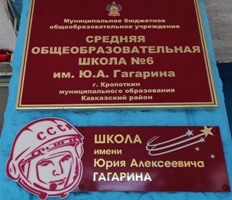 Муниципальное бюджетное
общеобразовательное учреждение
СРЕДНЯЯ
ОБЩЕОБРАЗОВАТЕЛЬНАЯ
ШКОЛА №6
им. Ю.А. Гагарина
г. Кропоткин
муниципального образования
Кавказский район
СССР
ШКОЛА
имени
Юрия Алексеевича
ГАГАРИНА